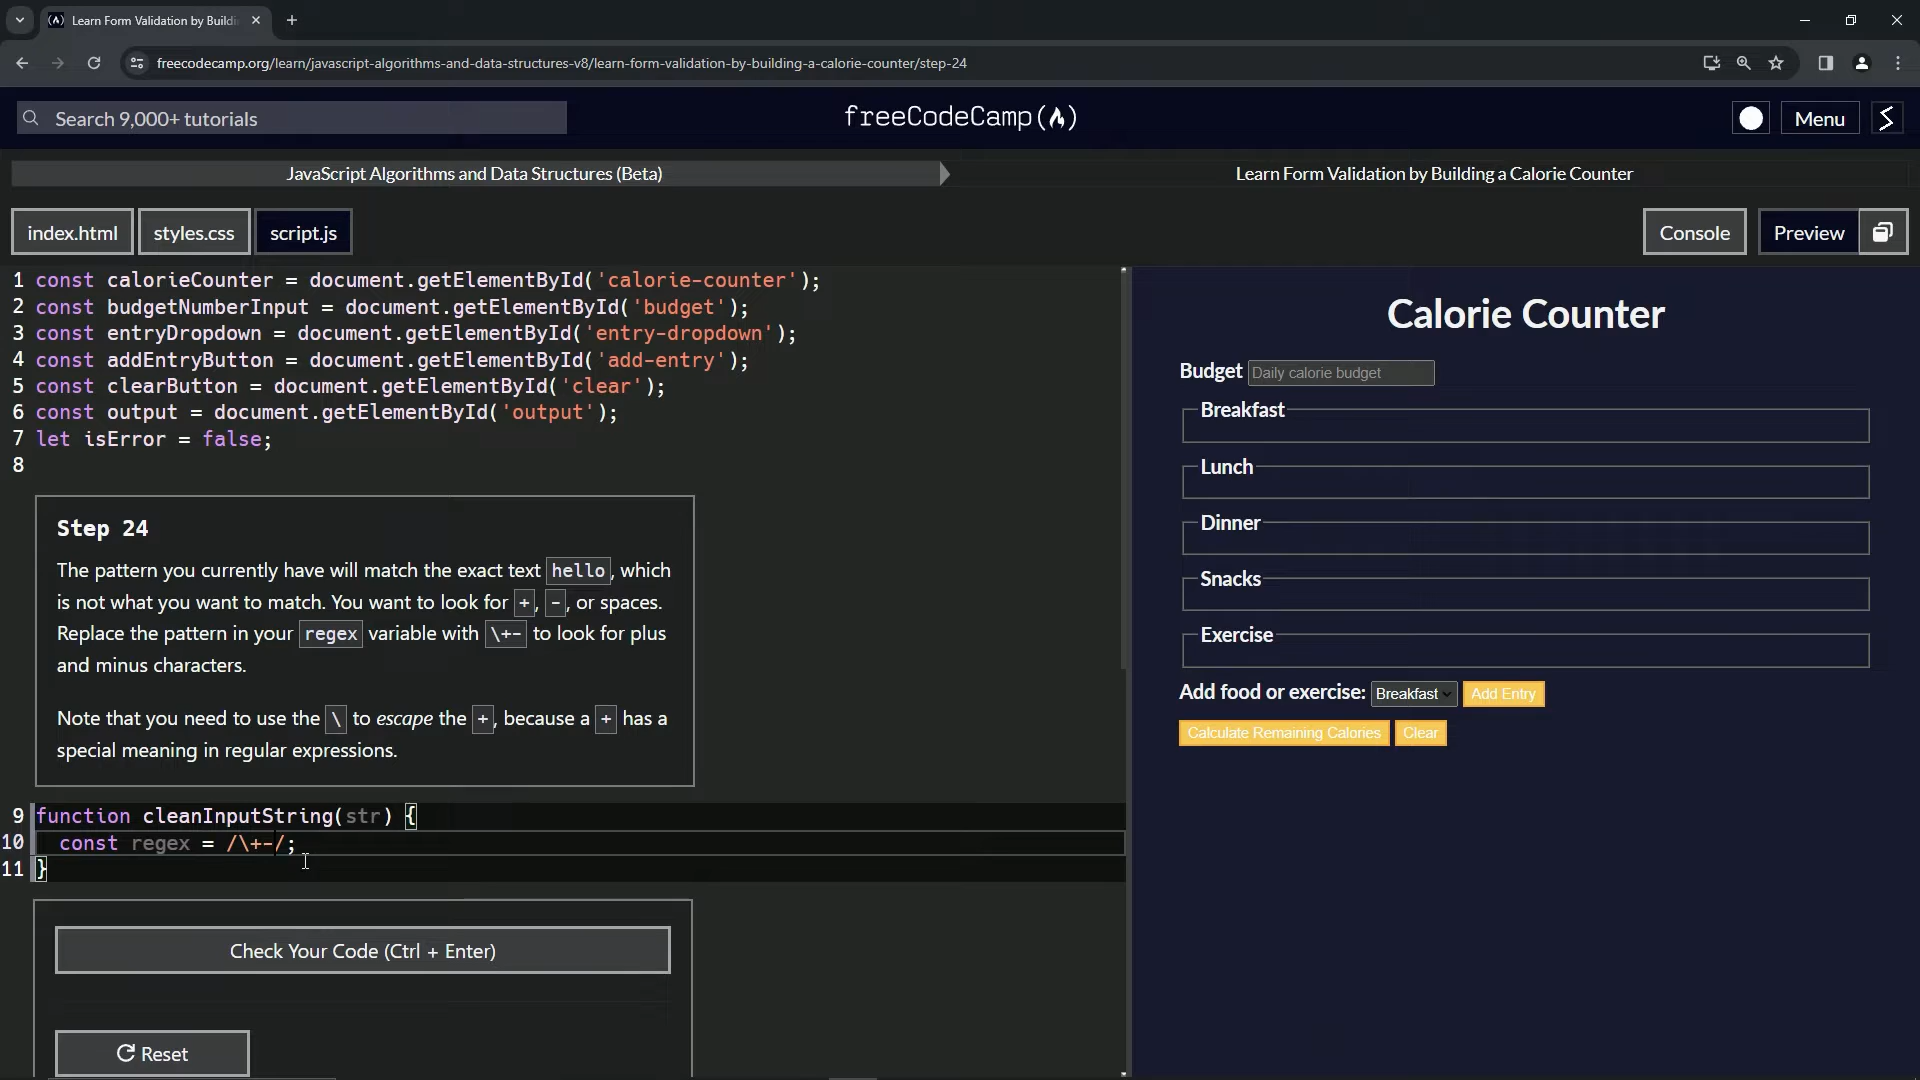 Learn Form Validation by Buildi
freecodecamp.org/learn/javascript-algorithms-and-data-structures-v8/learn-form-validation-by-building-a-calorie-counter/step-24
Search 9,000+ tutorials
freeCodeCamp
Menu
JavaScript Algorithms and Data Structures (Beta)
Learn Form Validation by Building a Calorie Counter
index.html
styles.css
script.js
Console
Preview
1 const calorieCounter = document.getElementById('calorie-counter');
2 const budgetNumberInput = document.getElementById('budget');
3 const entryDropdown = document.getElementById('entry-dropdown');
4 const addEntryButton = document.getElementById('add-entry');
5 const clearButton = document.getElementById('clear');
6 const output = document.getElementById('output');
7 let isError = false;
8
Step 24
The pattern you currently have will match the exact text hello, which
is not what you want to match. You want to look for +, -, or spaces.
Replace the pattern in your regex variable with \+- to look for plus
and minus characters.
Note that you need to use the \ to escape the +, because a + has a
special meaning in regular expressions.
9 function cleanInputString(str) {
10 const regex = /\+-/;
11 }
Check Your Code (Ctrl + Enter)
Reset
Calorie Counter
Budget Daily calorie budget
Breakfast
Lunch
Dinner
Snacks
Exercise
Add food or exercise: Breakfast Add Entry
Calculate Remaining Calories Clear